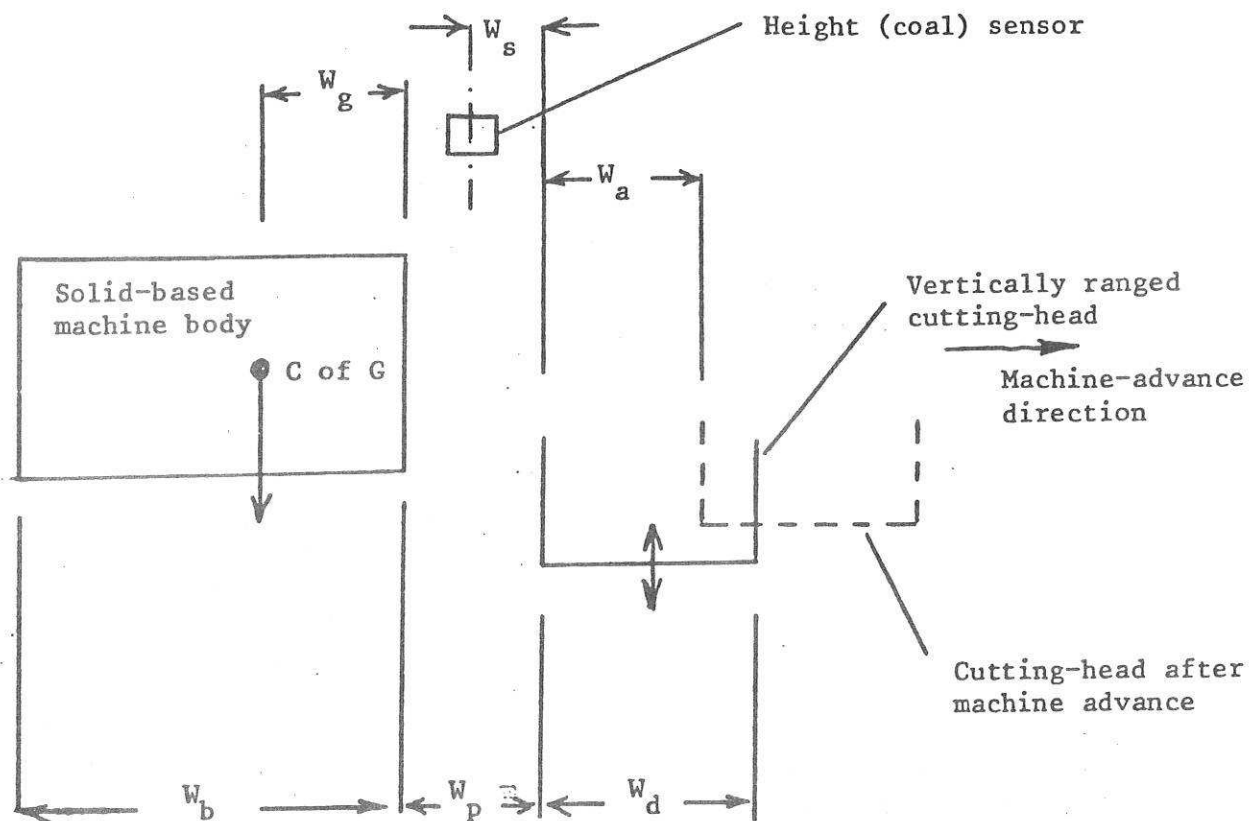 W_s
Height (coal) sensor
W_g
W_a
Solid-based
machine body
C of G
Vertically ranged
cutting-head
Machine-advance
direction
Cutting-head after
machine advance
W_b
W_p
W_d